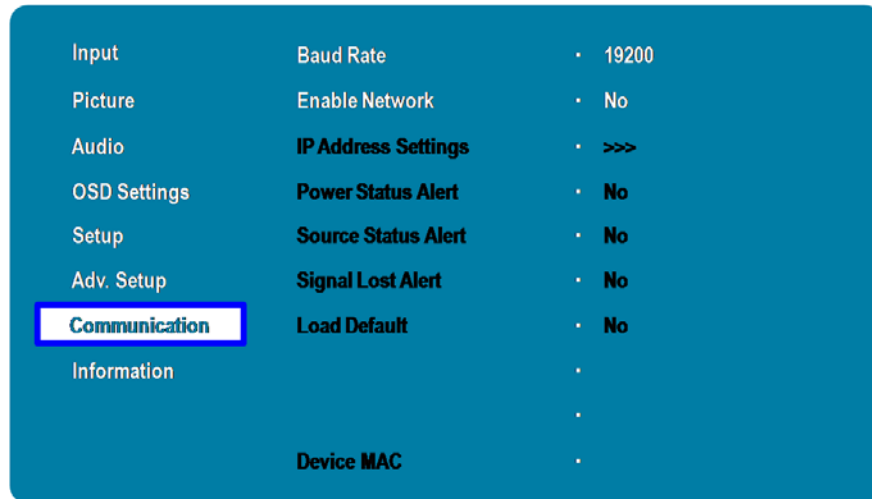 Input Baud Rate · 19200
Picture Enable Network · No
Audio IP Address Settings · >>>
OSD Settings Power Status Alert · No
Setup Source Status Alert · No
Adv. Setup Signal Lost Alert · No
Communication Load Default · No
Information ·
·
Device MAC ·